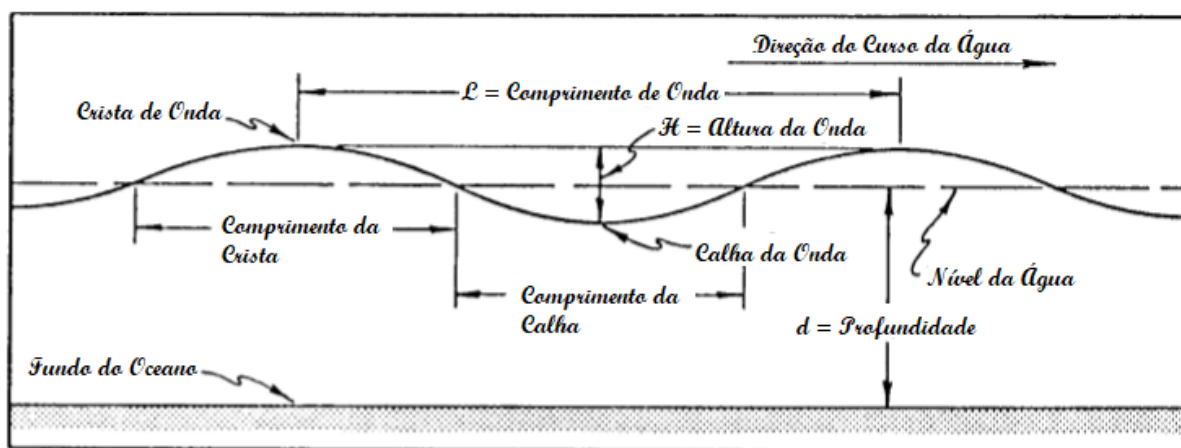 Direção do Curso da Água
L = Comprimento de Onda
Crista de Onda
H = Altura da Onda
Comprimento da
Crista
Calha da Onda
Nível da Água
Comprimento da
Calha
d = Profundidade
Fundo do Oceano